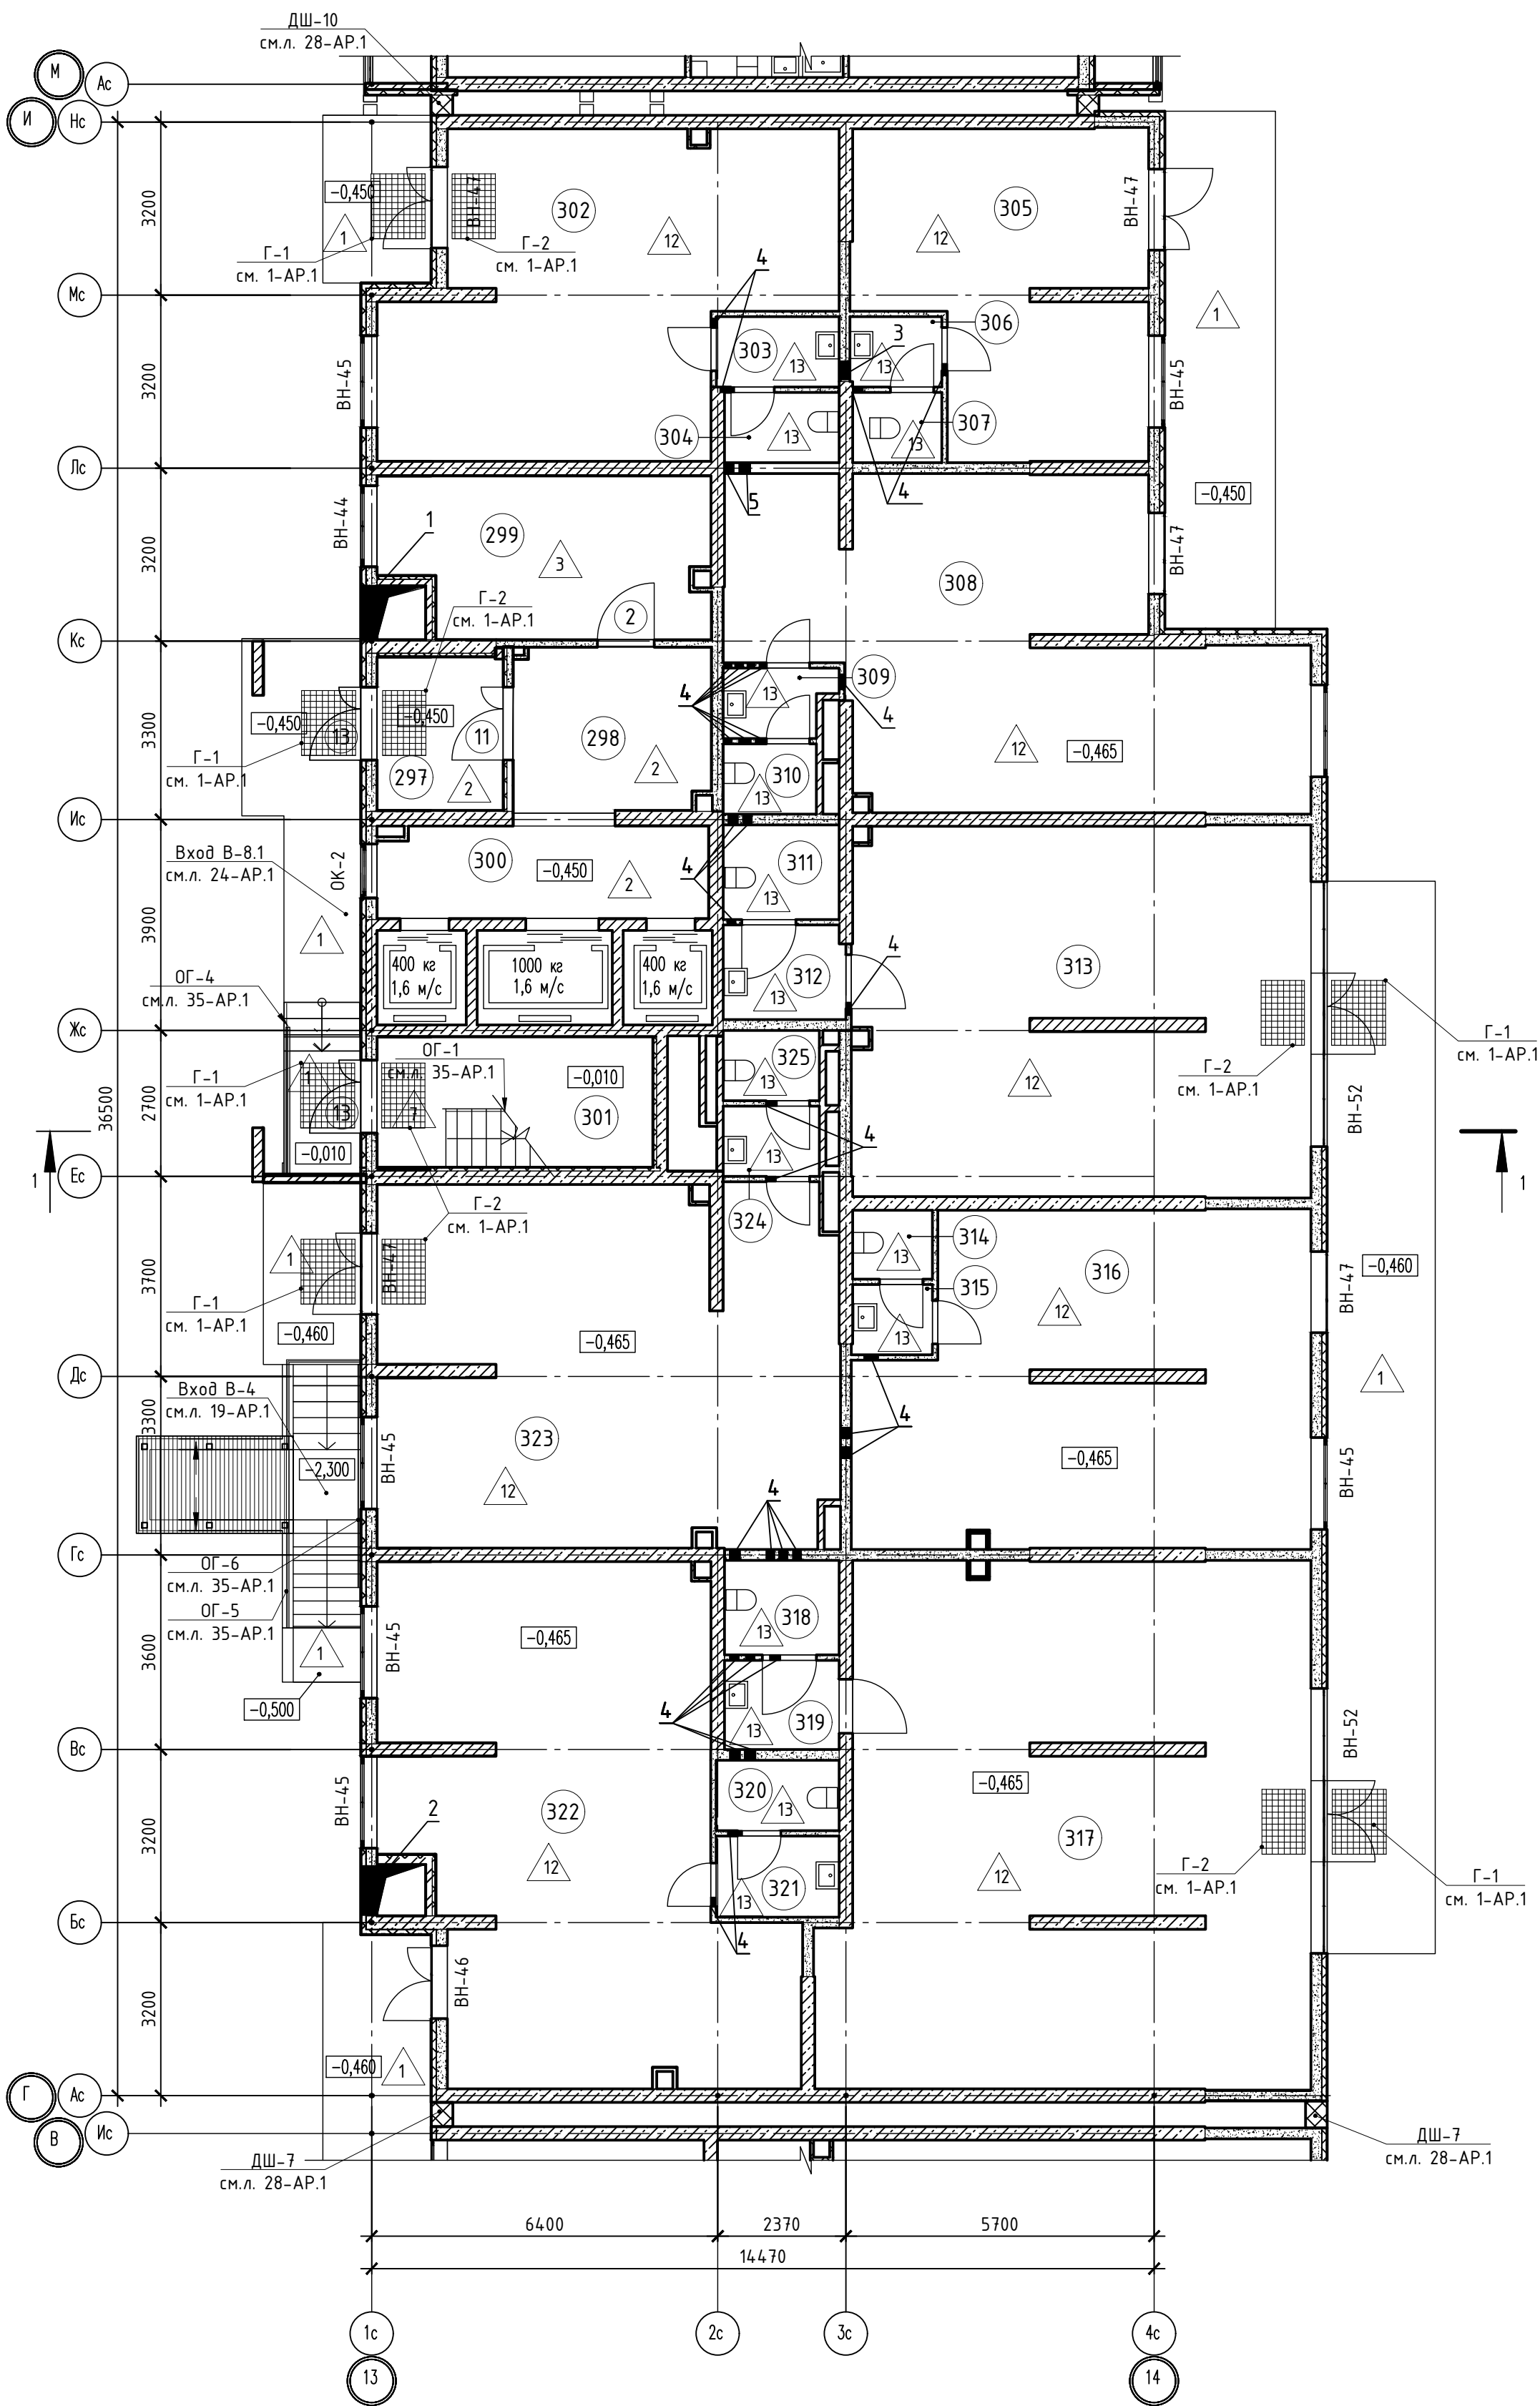 ДШ-10
см.л. 28-АР.1
М
Ас
И
Нс
3200
-0,450
ВН-47
302
12
305
12
ВН-47
1
Г-1
см. 1-АР.1
Г-2
см. 1-АР.1
4
Мс
306
3
303
13
13
1
3200
ВН-45
ВН-45
304
13
307
13
Лс
4
5
-0,450
ВН-44
1
299
3
3200
308
ВН-47
Г-2
см. 1-АР.1
2
Кс
309
13
4
4
-0,450
13
-0,450
11
298
3300
12
-0,465
Г-1
см. 1-АР.1
297
2
2
310
13
Ис
Вход В-8.1
см.л. 24-АР.1
ОК-2
300
-0,450
2
4
311
13
3900
1
4
400 кг
1,6 м/с
1000 кг
1,6 м/с
400 кг
1,6 м/с
312
13
313
ОГ-4
см.л. 35-АР.1
Жс
Г-1
см. 1-АР.1
ОГ-1
см.л. 35-АР.1
325
13
Г-1
см. 1-АР.1
1
-0,010
12
Г-2
см. 1-АР.1
36500
2700
13
7
301
ВН-52
4
-0,010
13
1
Ес
1
Г-2
см. 1-АР.1
324
314
13
1
ВН-47
315
316
-0,460
3700
Г-1
см. 1-АР.1
-0,460
-0,465
13
12
ВН-47
Дс
1
Вход В-4
см.л. 19-АР.1
3300
323
4
ВН-45
-2,300
-0,465
ВН-45
12
4
Гс
ОГ-6
см.л. 35-АР.1
ОГ-5
см.л. 35-АР.1
318
13
3600
ВН-45
-0,465
1
-0,500
4
319
13
ВН-52
Вс
-0,465
ВН-45
320
13
3200
2
322
317
12
12
Г-2
см. 1-АР.1
321
13
Г-1
см. 1-АР.1
Бс
4
ВН-46
3200
-0,460
1
Г
Ас
В
Ис
ДШ-7
см.л. 28-АР.1
ДШ-7
см.л. 28-АР.1
6400
2370
5700
14470
1с
2с
3с
4с
13
14